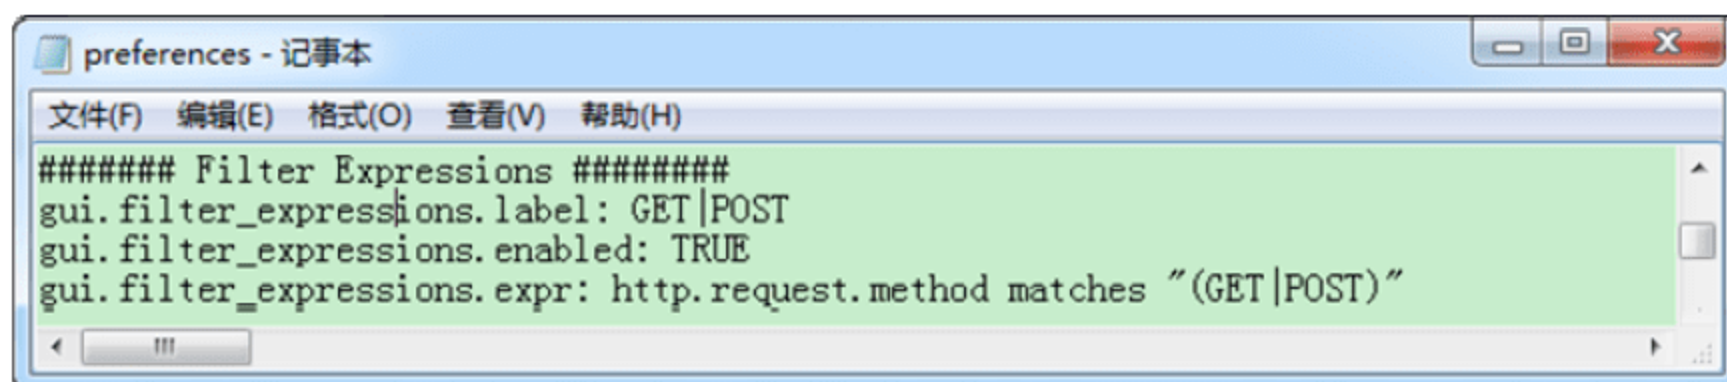 preferences - 记事本
文件(F) 编辑(E) 格式(O) 查看(V) 帮助(H)
####### Filter Expressions ########
gui.filter_expressions.label: GET|POST
gui.filter_expressions.enabled: TRUE
gui.filter_expressions.expr: http.request.method matches "(GET|POST)"